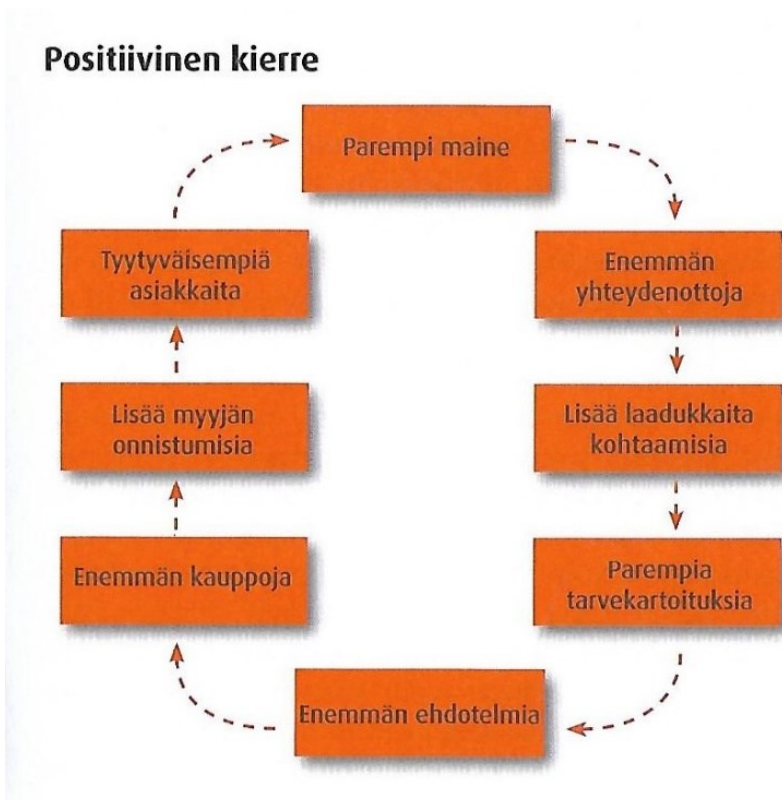 Positiivinen kierre
Parempi maine
Enemmän
yhteydenottoja
Lisää laadukkaita
kohtaamisia
Parempia
tarvekartoituksia
Enemmän ehdotelmia
Enemmän kauppoja
Lisää myyjän
onnistumisia
Tyytyväisempiä
asiakkaita